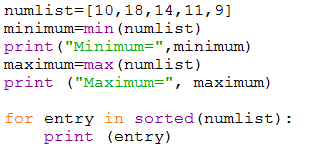 numlist=[10,18,14,11,9]
minimum=min(numlist)
print("Minimum=",minimum)
maximum=max(numlist)
print ("Maximum=", maximum)

for entry in sorted(numlist):
    print (entry)